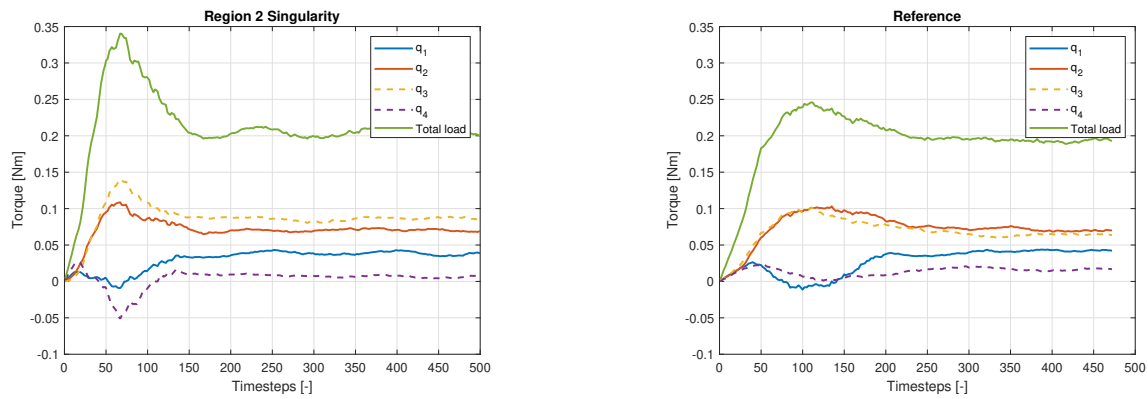 Region 2 Singularity
0.35
0.3
0.25
0.2
0.15
0.1
0.05
0
-0.05
-0.1
Torque [Nm]
0 50 100 150 200 250 300 350 400 450 500
Timesteps [-]
q1
q2
q3
q4
Total load
Reference
0.35
0.3
0.25
0.2
0.15
0.1
0.05
0
-0.05
-0.1
Torque [Nm]
0 50 100 150 200 250 300 350 400 450 500
Timesteps [-]
q1
q2
q3
q4
Total load